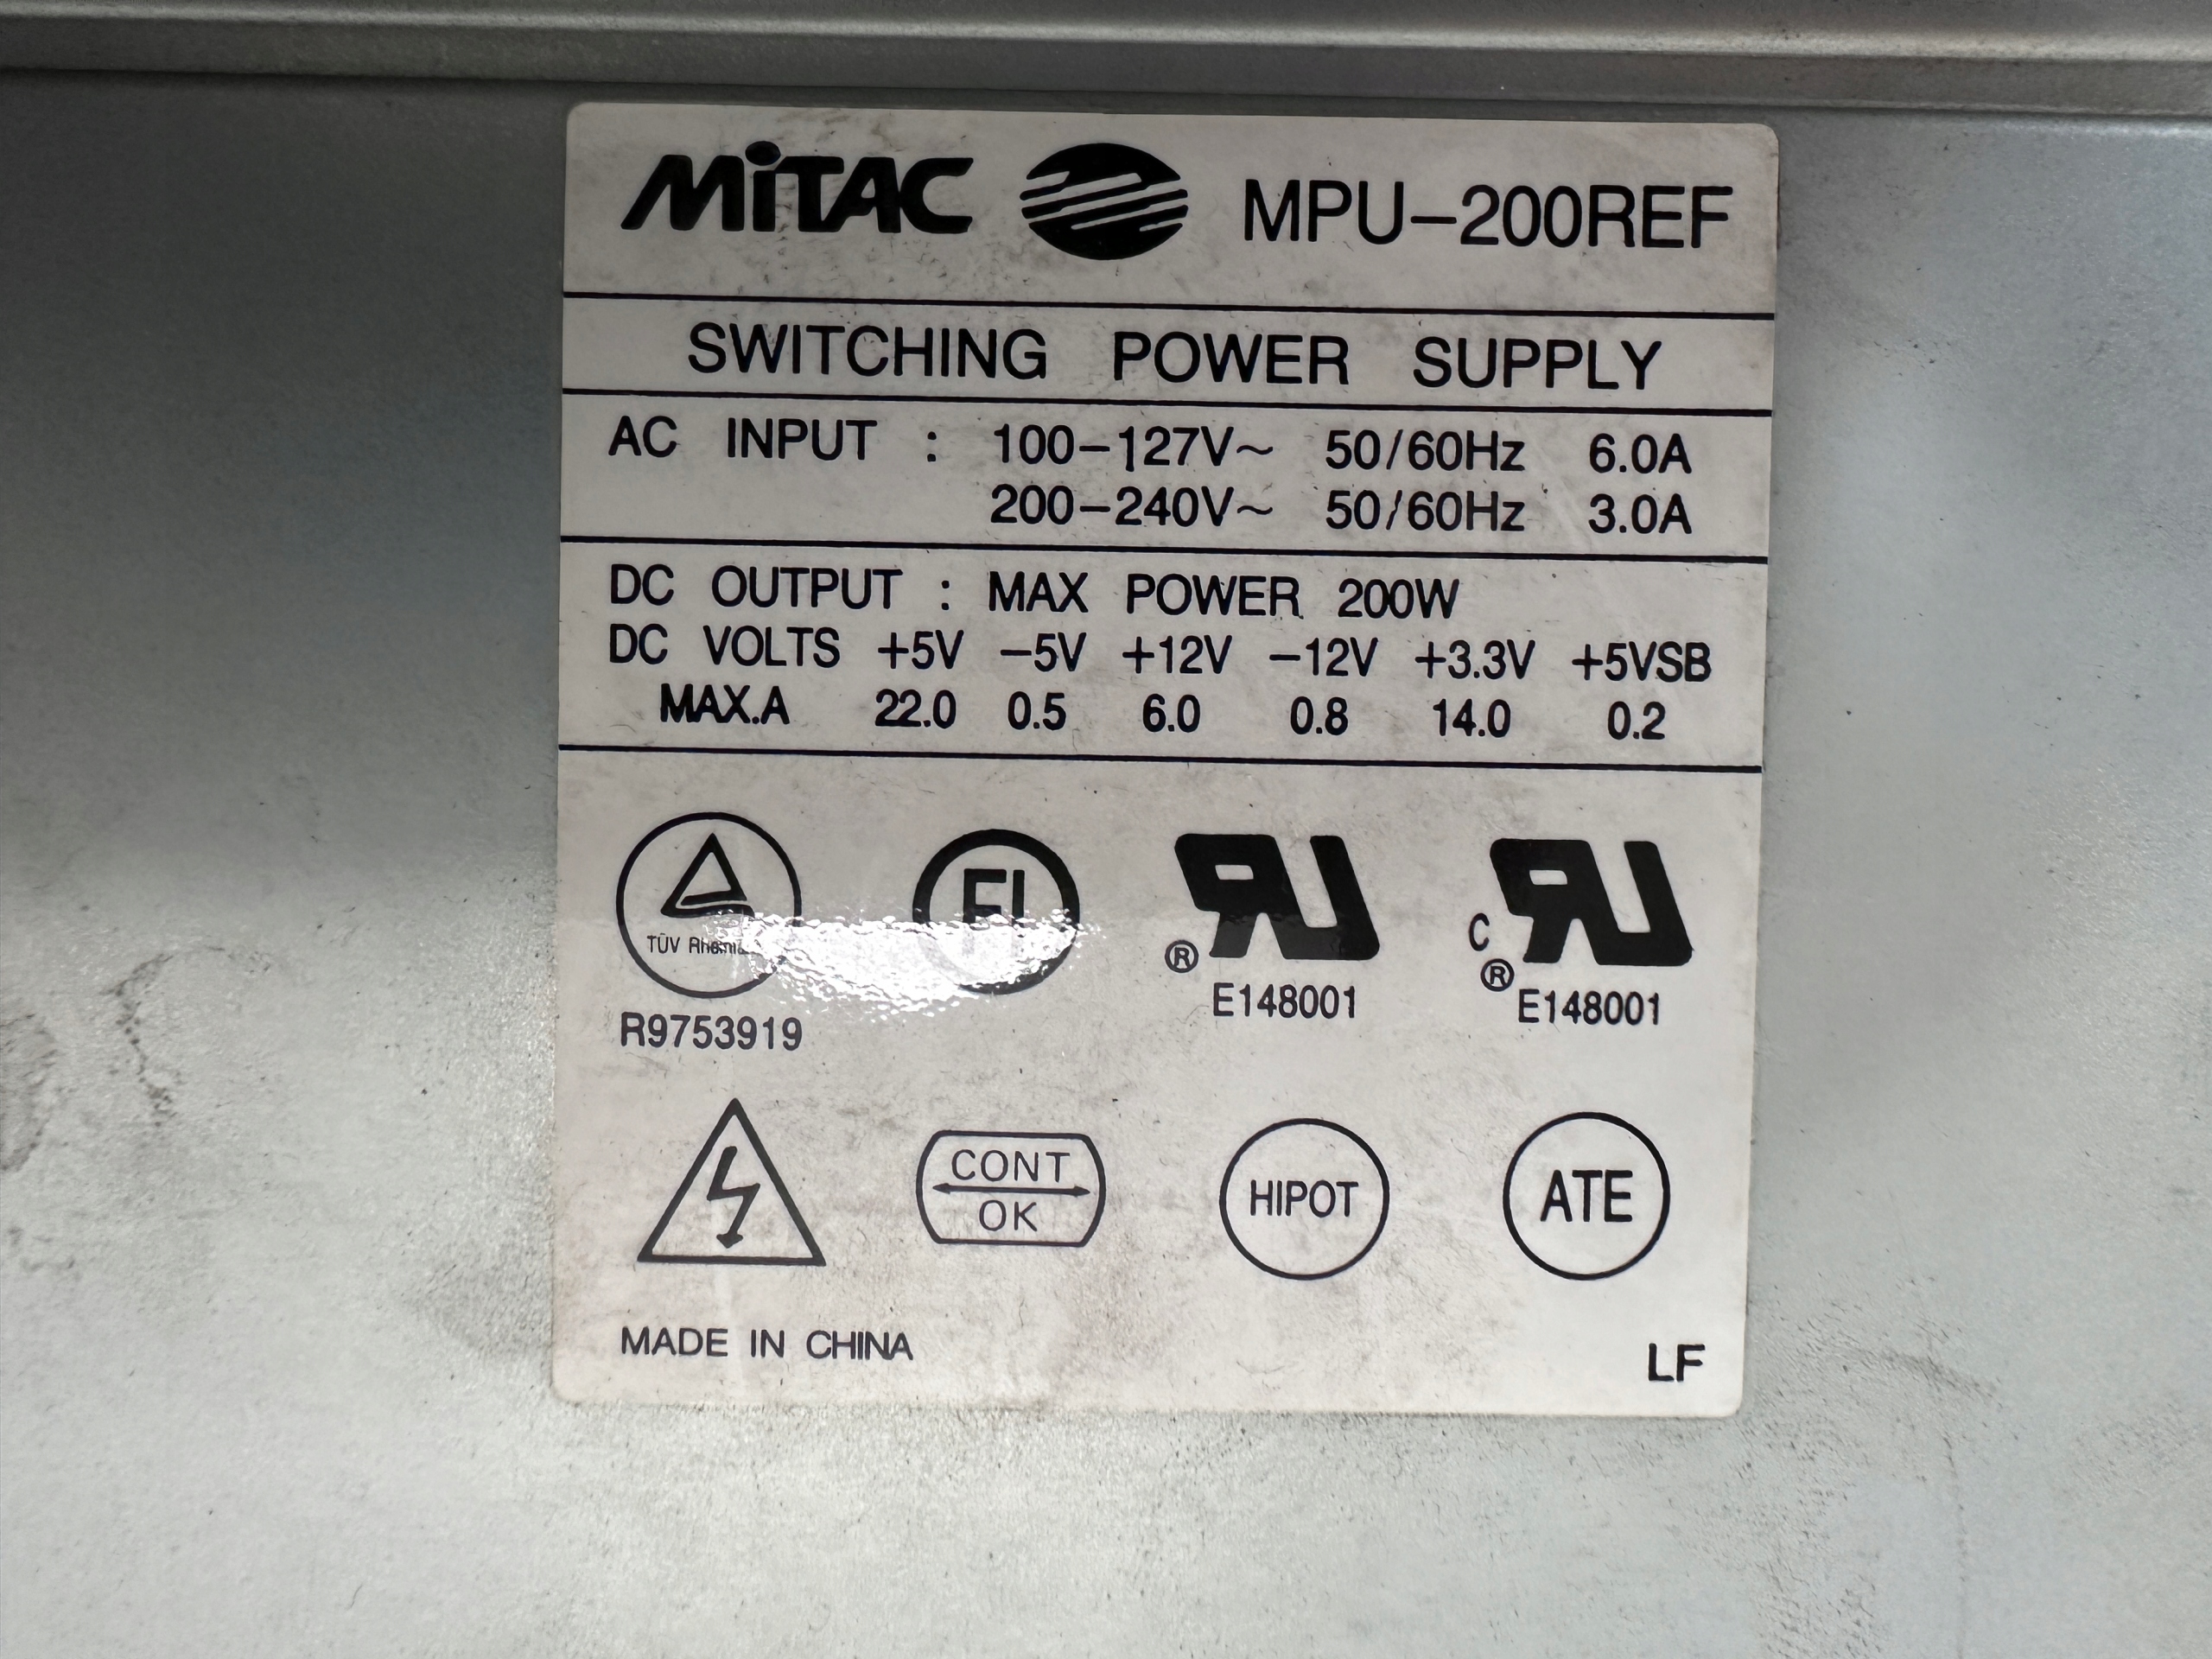 MiTAC MPU-200REF
SWITCHING POWER SUPPLY
AC INPUT : 100-127V~ 50/60Hz 6.0A
200-240V~ 50/60Hz 3.0A
DC OUTPUT : MAX POWER 200W
DC VOLTS +5V -5V +12V -12V +3.3V +5VSB
MAX.A 22.0 0.5 6.0 0.8 14.0 0.2
TÜV
FI
RU ® E148001
C RU ® E148001
R9753919
CONT
OK
HIPOT
ATE
MADE IN CHINA
LF